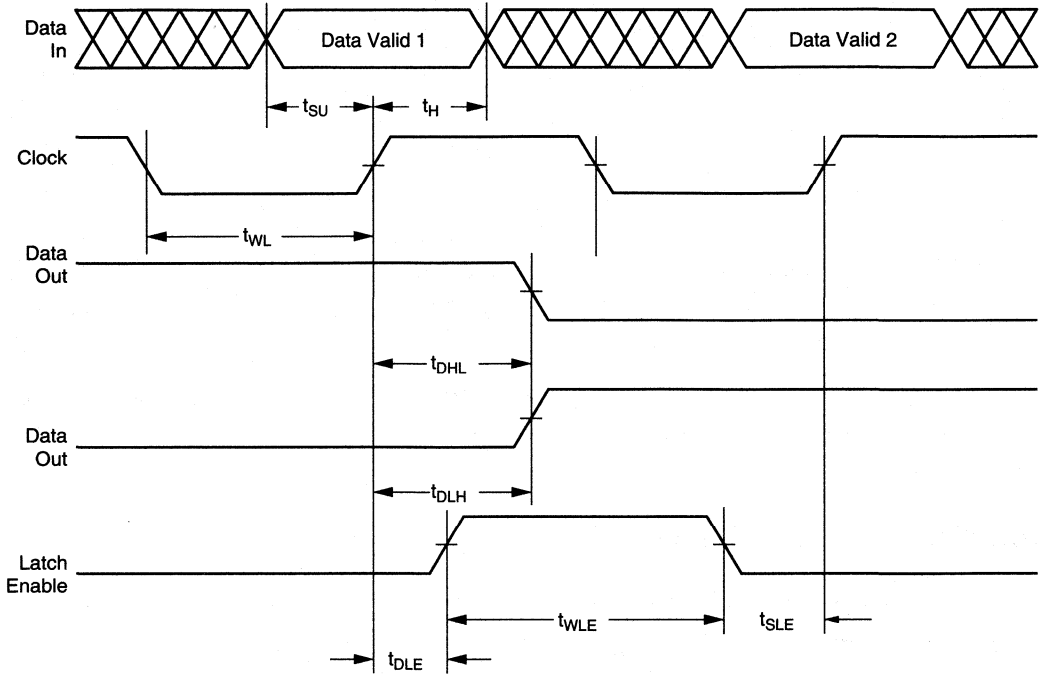 Data
In
Data Valid 1
Data Valid 2
tSU
tH
Clock
tWL
Data
Out
tDHL
Data
Out
tDLH
Latch
Enable
tWLE
tSLE
tDLE